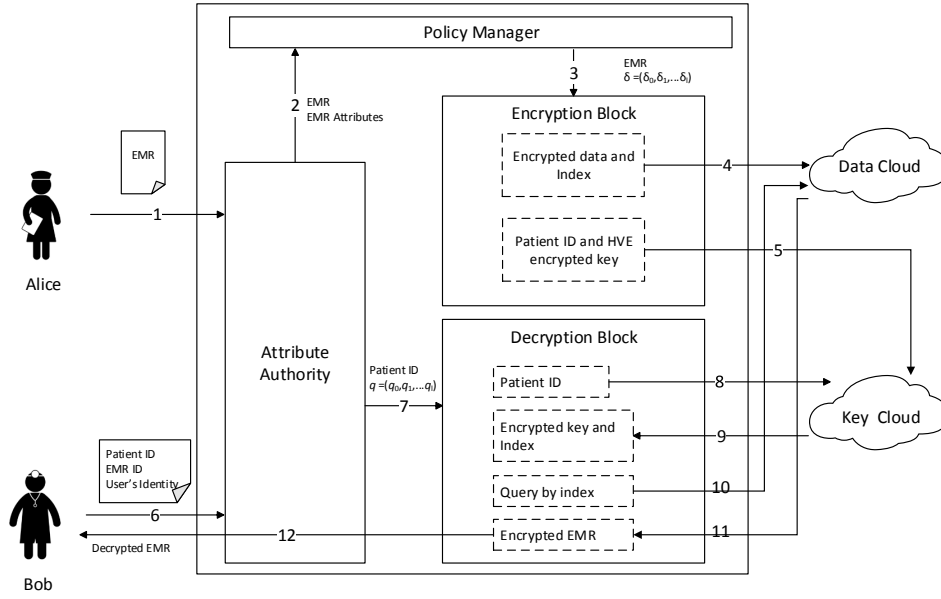 Policy Manager
EMR
δ =(δ0,δ1,...δl)
3
2
EMR
EMR Attributes
Encryption Block
Encrypted data and
Index
4
Data Cloud
EMR
1
Alice
Patient ID and HVE
encrypted key
5
Attribute
Authority
Decryption Block
Patient ID
q =(q0,q1,...ql)
7
Patient ID
8
Key Cloud
Encrypted key and
Index
9
Query by index
10
Encrypted EMR
11
Patient ID
EMR ID
User's Identity
6
12
Decrypted EMR
Bob